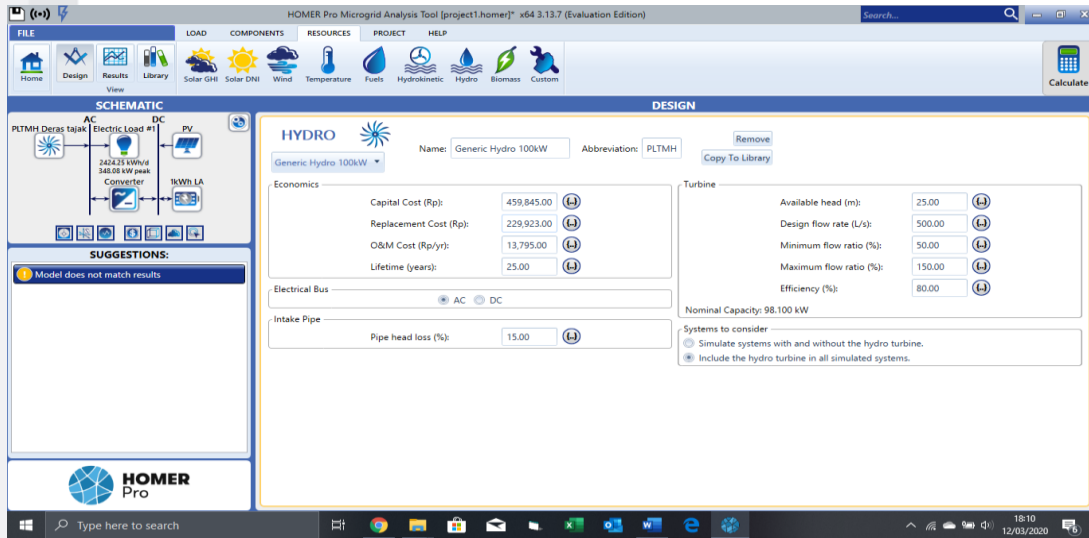 HOMER Pro Microgrid Analysis Tool [project1.homer]* x64 3.13.7 (Evaluation Edition)
Search...
FILE
LOAD COMPONENTS RESOURCES PROJECT HELP
Home
Design
Results
Library
View
Solar GHI
Solar DNI
Wind
Temperature
Fuels
Hydrokinetic
Hydro
Biomass
Custom
Calculate
SCHEMATIC
AC DC
PLTMH Deras tajak Electric Load #1 PV
2424.25 kWh/d
348.08 kW peak
Converter 1kWh LA
SUGGESTIONS:
Model does not match results
HOMER
Pro
DESIGN
HYDRO
Generic Hydro 100kW
Name: Generic Hydro 100kW
Abbreviation: PLTMH
Remove
Copy To Library
Economics
Capital Cost (Rp): 459,845.00 (..)
Replacement Cost (Rp): 229,923.00 (..)
O&M Cost (Rp/yr): 13,795.00 (..)
Lifetime (years): 25.00 (..)
Electrical Bus
AC DC
Intake Pipe
Pipe head loss (%): 15.00 (..)
Turbine
Available head (m): 25.00 (..)
Design flow rate (L/s): 500.00 (..)
Minimum flow ratio (%): 50.00 (..)
Maximum flow ratio (%): 150.00 (..)
Efficiency (%): 80.00 (..)
Nominal Capacity: 98.100 kW
Systems to consider
Simulate systems with and without the hydro turbine.
Include the hydro turbine in all simulated systems.
Type here to search
18:10
12/03/2020
6